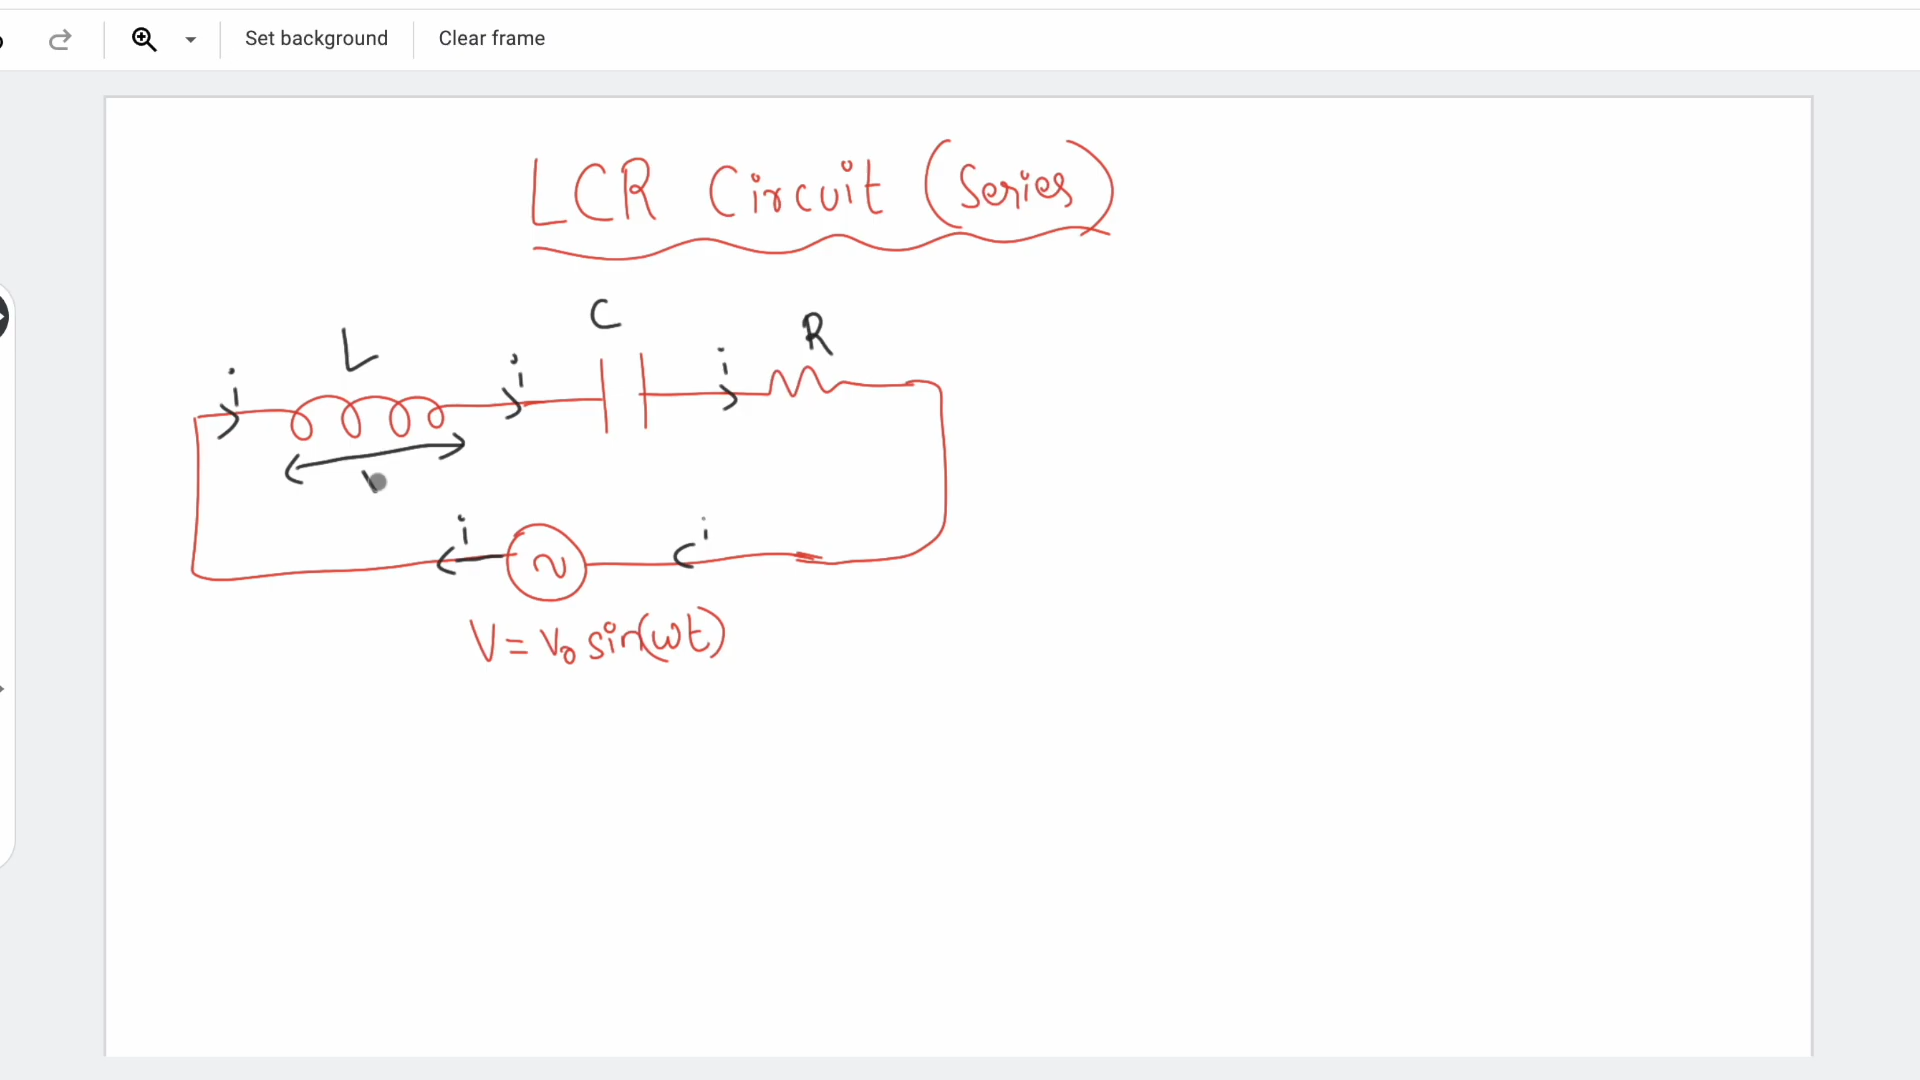 Set background Clear frame
LCR Circuit (Series)
C
L R
i i i
i i
V = V₀ sin(ωt)